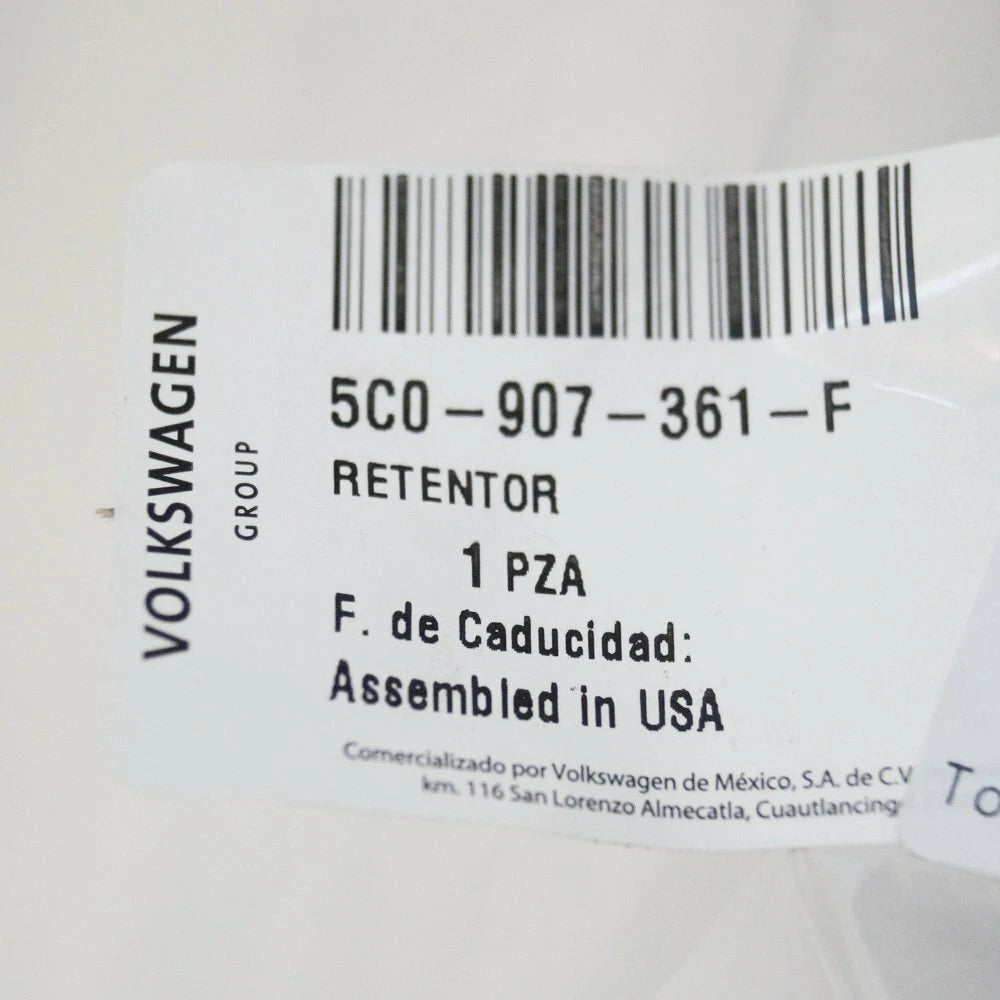 VOLKSWAGEN
GROUP
5C0-907-361-F
RETENTOR
1 PZA
F. de Caducidad:
Assembled in USA
Comercializado por Volkswagen de México, S.A. de C.V
km. 116 San Lorenzo Almecatla, Cuautlancing
To